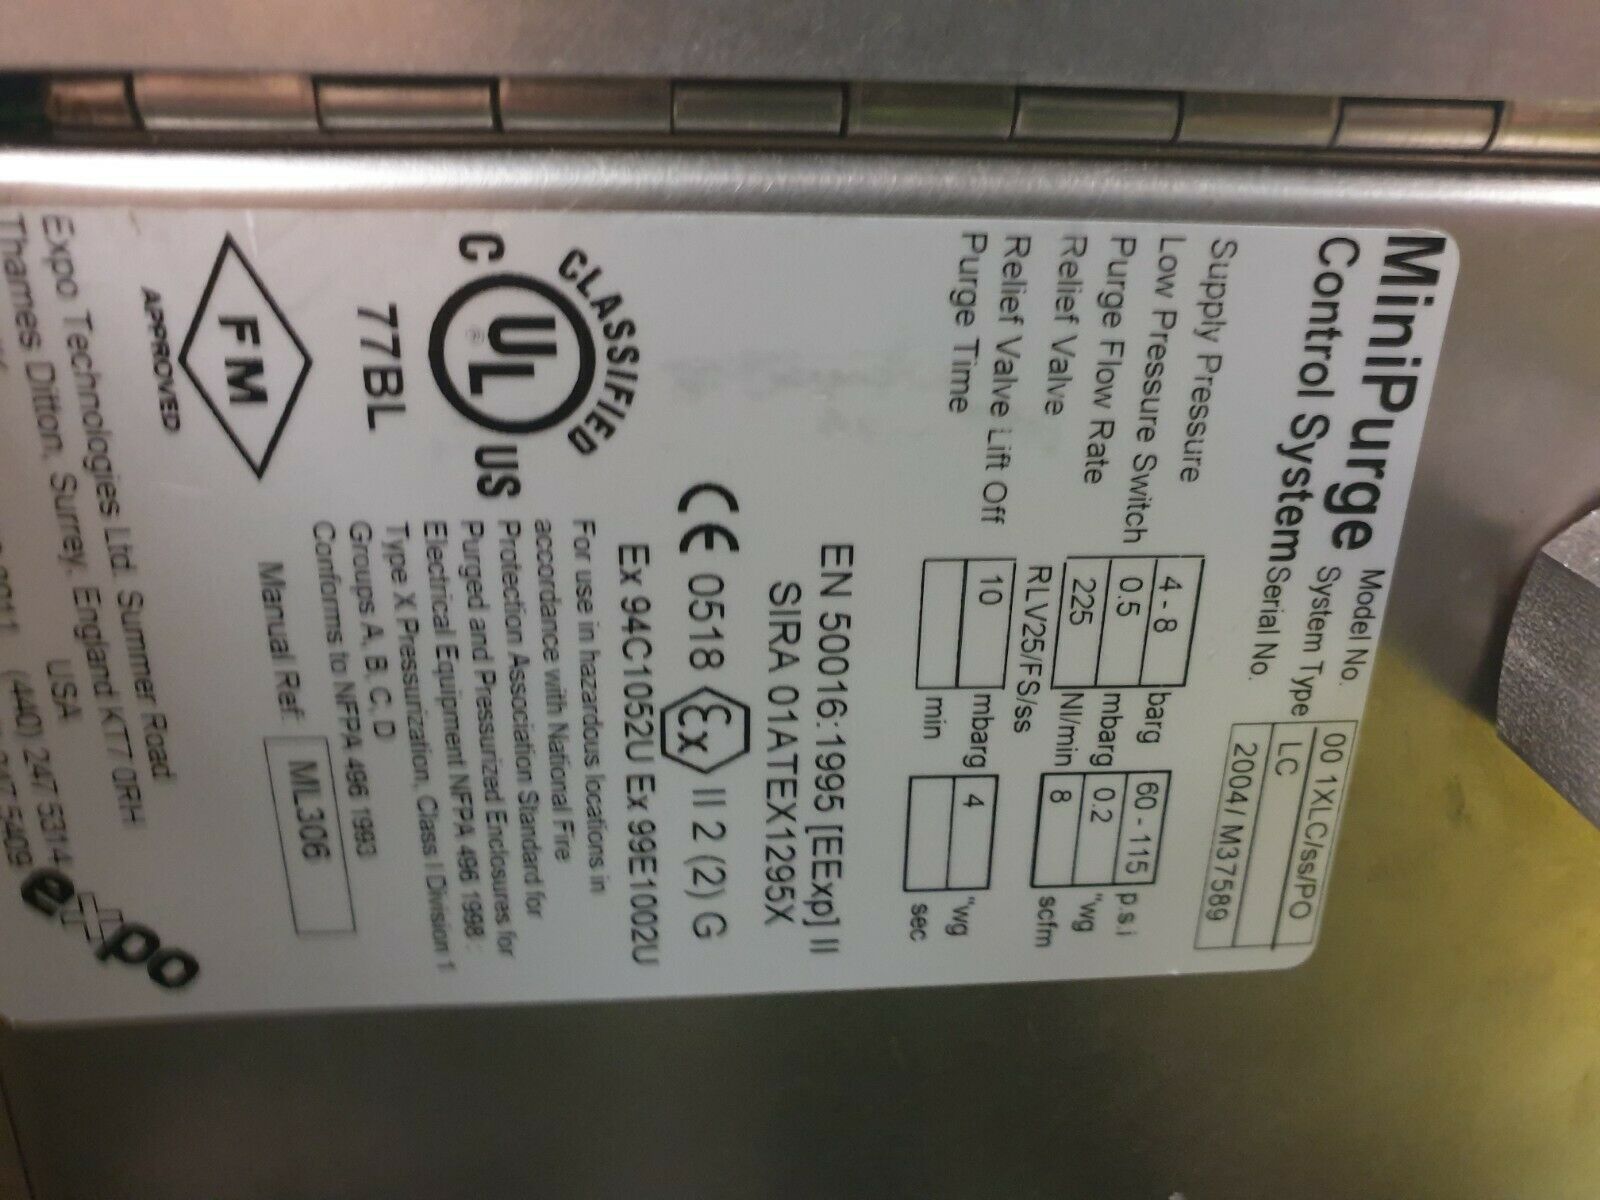 MiniPurge Model No. 00 1XLC/ss/PO
Control System System Type LC
Serial No. 2004/ M37589
Supply Pressure 4 - 8 barg 60 - 115 p.s.i
Low Pressure Switch 0.5 mbarg 0.2 "wg
Purge Flow Rate 225 Nl/min 8 scfm
Relief Valve RLV25/FS/ss
Relief Valve Lift Off 10 mbarg 4 "wg
Purge Time min sec
EN 50016:1995 [EExp] II
SIRA 01ATEX1295X
CE 0518 Ex II 2 (2) G
Ex 94C1052U Ex 99E1002U
CLASSIFIED
C UL ® US
77BL
For use in hazardous locations in
accordance with National Fire
Protection Association Standard for
Purged and Pressurized Enclosures for
Electrical Equipment NFPA 496 1998 :
Type X Pressurization, Class I Division 1
Groups A, B, C, D
Conforms to NFPA 496 1993
FM
APPROVED
Manual Ref: ML306
Expo Technologies Ltd. Summer Road
Thames Ditton, Surrey, England KT7 0RH
USA (440) 247 5314
expo